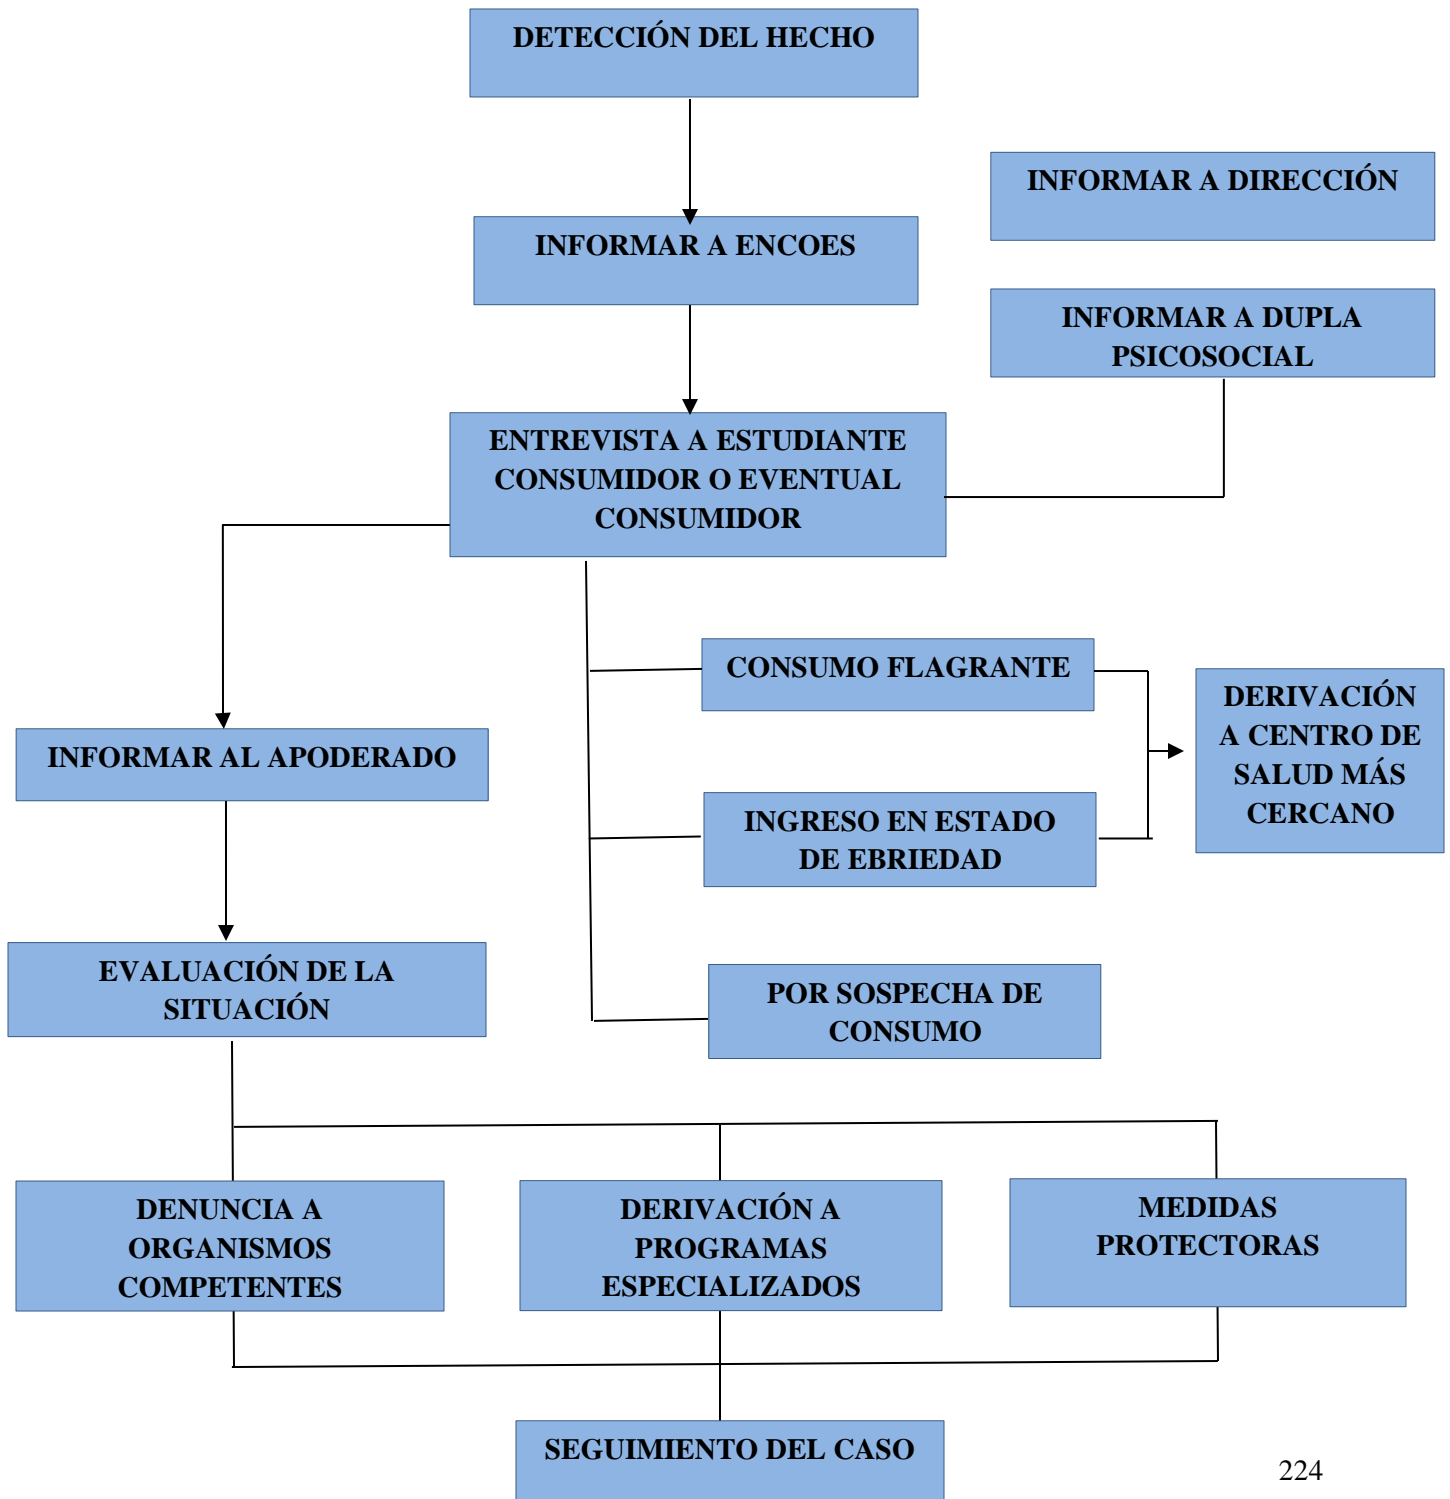 DETECCIÓN DEL HECHO
INFORMAR A DIRECCIÓN
INFORMAR A ENCOES
INFORMAR A DUPLA
PSICOSOCIAL
ENTREVISTA A ESTUDIANTE
CONSUMIDOR O EVENTUAL
CONSUMIDOR
CONSUMO FLAGRANTE
DERIVACIÓN
A CENTRO DE
SALUD MÁS
CERCANO
INFORMAR AL APODERADO
INGRESO EN ESTADO
DE EBRIEDAD
EVALUACIÓN DE LA
SITUACIÓN
POR SOSPECHA DE
CONSUMO
DENUNCIA A
ORGANISMOS
COMPETENTES
DERIVACIÓN A
PROGRAMAS
ESPECIALIZADOS
MEDIDAS
PROTECTORAS
SEGUIMIENTO DEL CASO
224